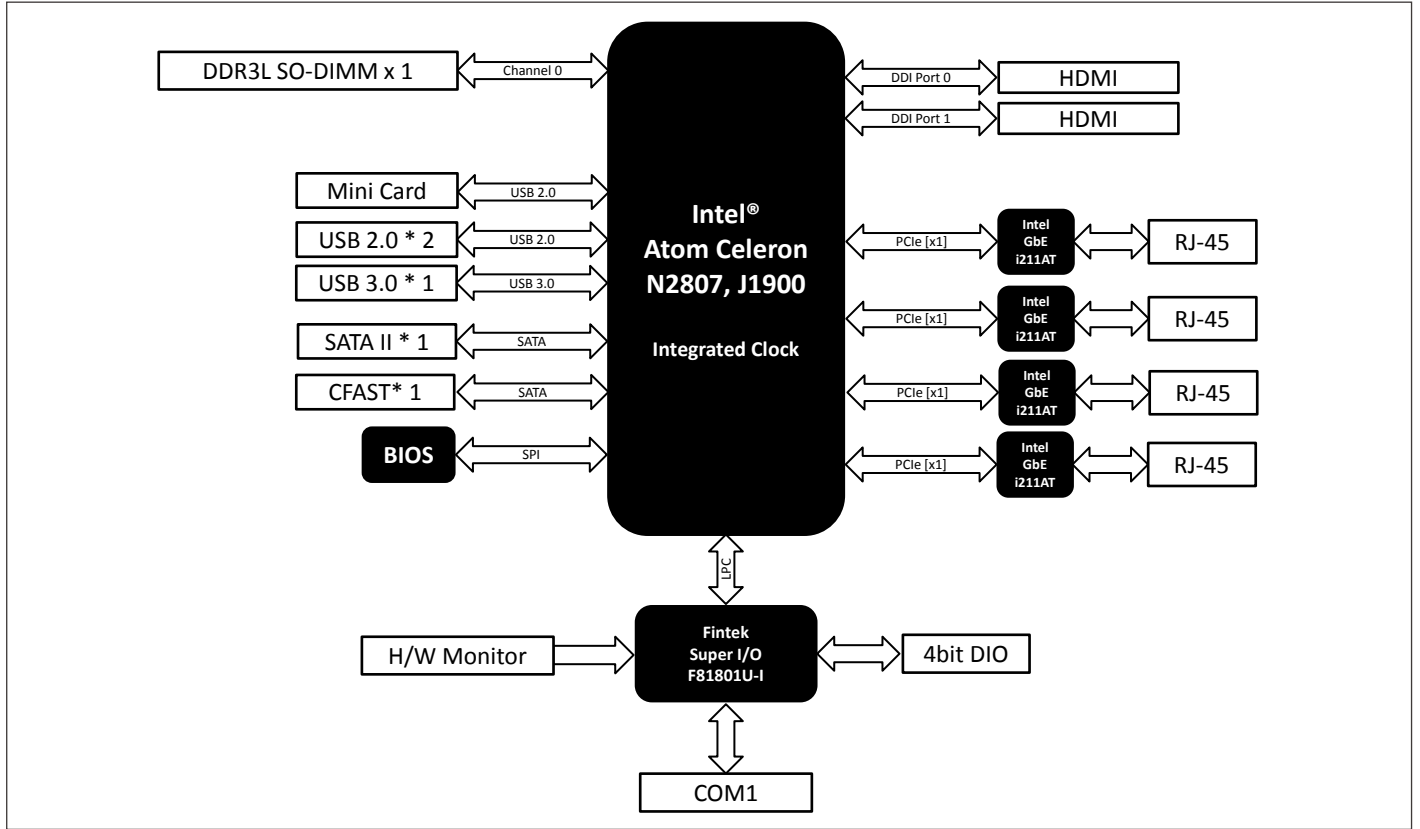 DDR3L SO-DIMM x 1
Channel 0
DDI Port 0
HDMI
DDI Port 1
HDMI
Mini Card
USB 2.0
USB 2.0 * 2
USB 2.0
USB 3.0 * 1
USB 3.0
SATA II * 1
SATA
CFAST* 1
SATA
BIOS
SPI
Intel®
Atom Celeron
N2807, J1900
Integrated Clock
PCIe [x1]
Intel
GbE
i211AT
RJ-45
PCIe [x1]
Intel
GbE
i211AT
RJ-45
PCIe [x1]
Intel
GbE
i211AT
RJ-45
PCIe [x1]
Intel
GbE
i211AT
RJ-45
LPC
H/W Monitor
Fintek
Super I/O
F81801U-I
4bit DIO
COM1